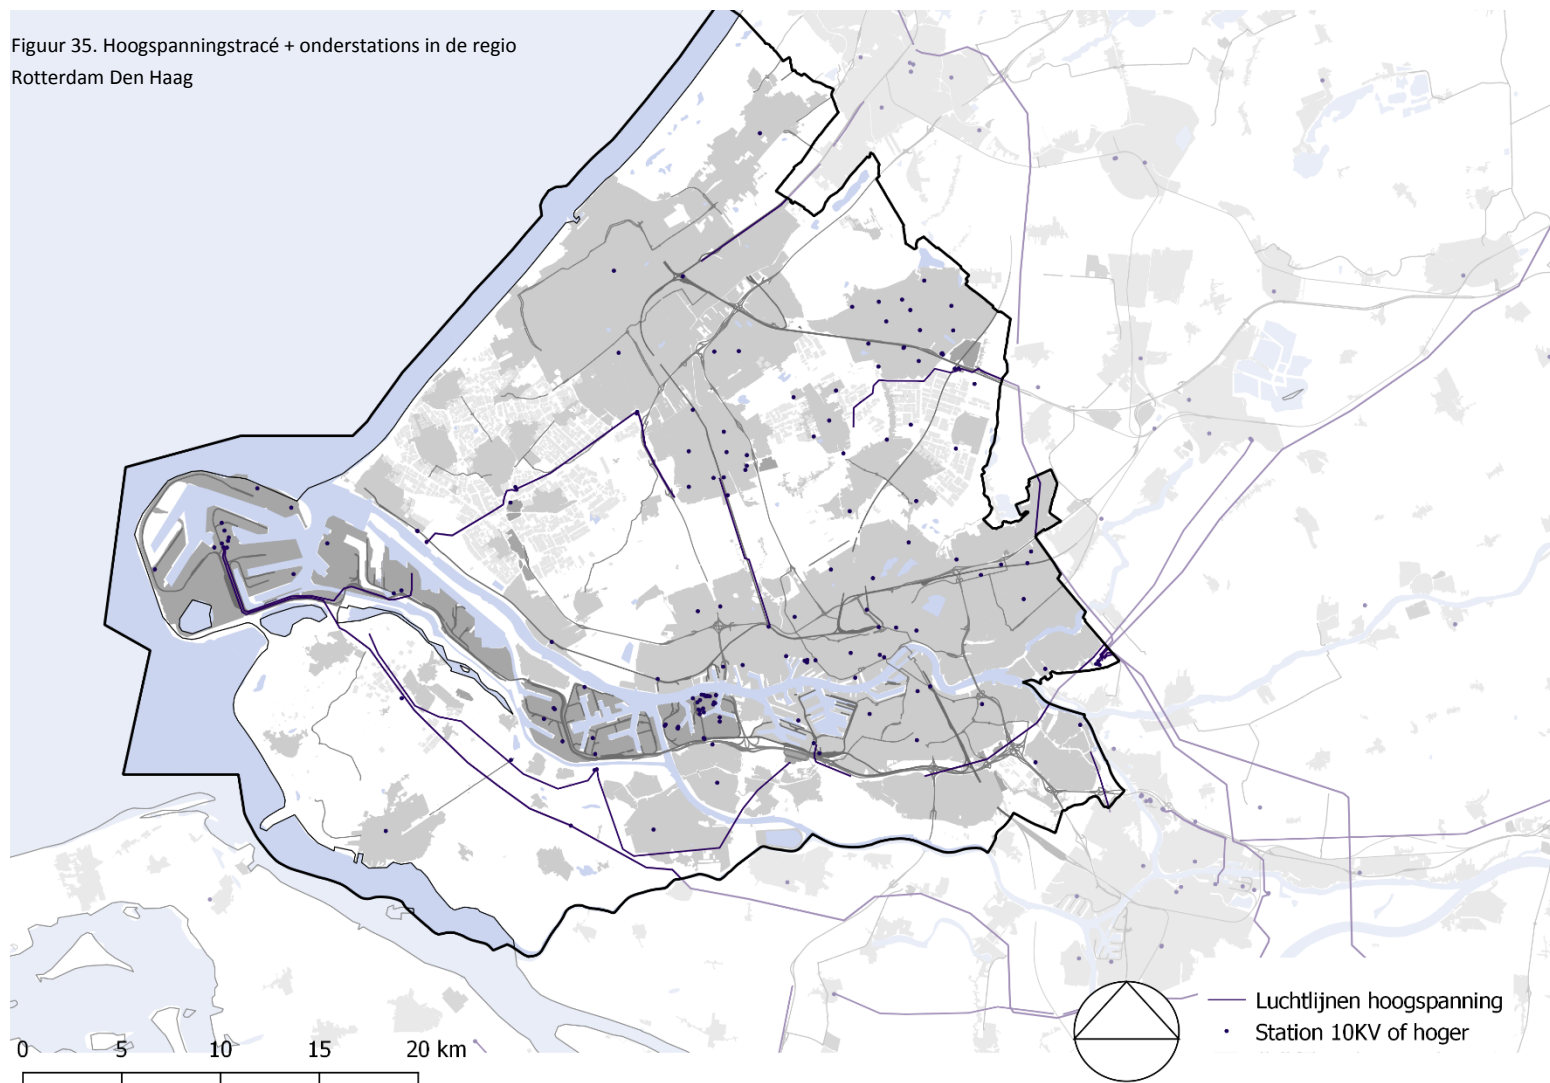 Figuur 35. Hoogspanningstracé + onderstations in de regio
Rotterdam Den Haag
Luchtlijnen hoogspanning
Station 10KV of hoger
0 5 10 15 20 km